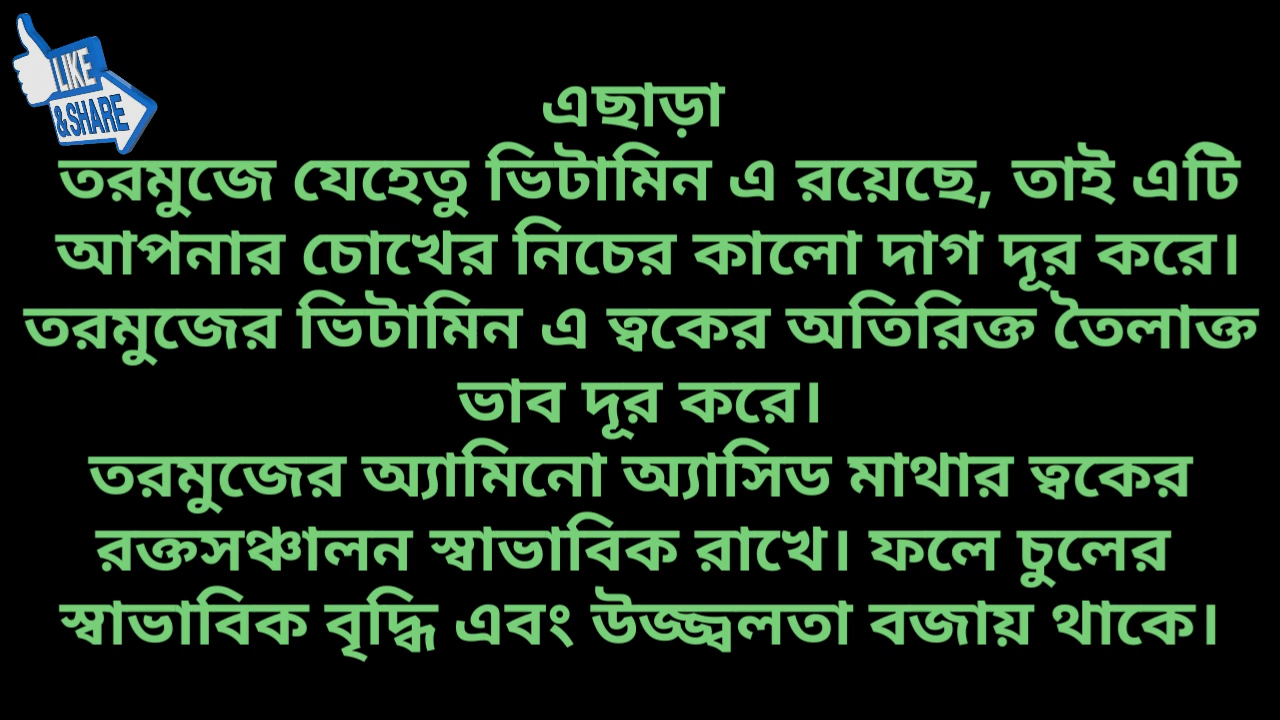 LIKE
&SHARE
এছাড়া
তরমুজে যেহেতু ভিটামিন এ রয়েছে, তাই এটি
আপনার চোখের নিচের কালো দাগ দূর করে।
তরমুজের ভিটামিন এ ত্বকের অতিরিক্ত তৈলাক্ত
ভাব দূর করে।
তরমুজের অ্যামিনো অ্যাসিড মাথার ত্বকের
রক্তসঞ্চালন স্বাভাবিক রাখে। ফলে চুলের
স্বাভাবিক বৃদ্ধি এবং উজ্জ্বলতা বজায় থাকে।